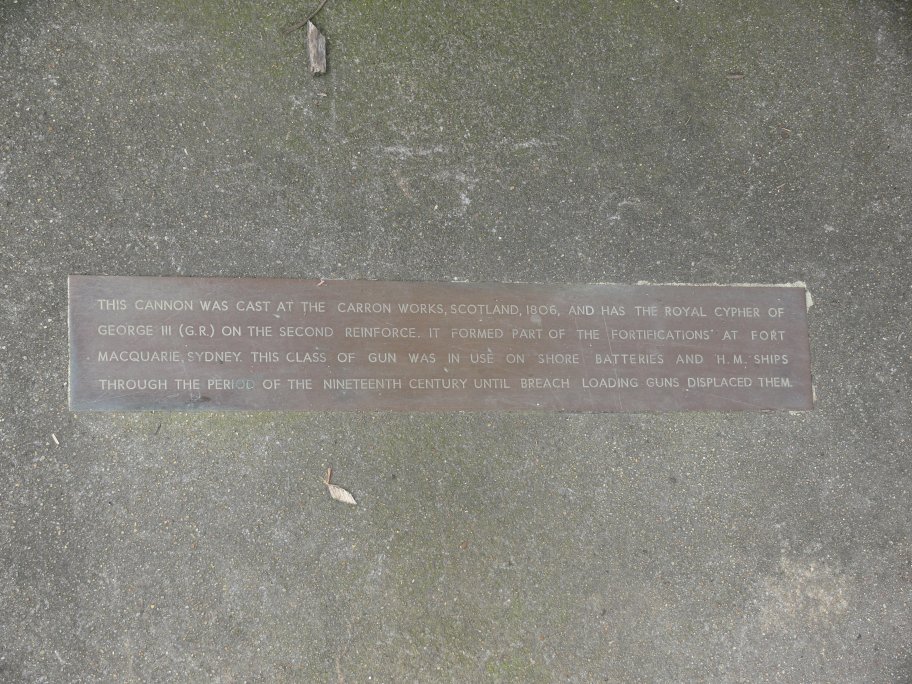 THIS CANNON WAS CAST AT THE CARRON WORKS, SCOTLAND, 1806, AND HAS THE ROYAL CYPHER OF
GEORGE III (G.R.) ON THE SECOND REINFORCE. IT FORMED PART OF THE FORTIFICATIONS' AT FORT
MACQUARIE, SYDNEY. THIS CLASS OF GUN WAS IN USE ON SHORE BATTERIES AND H.M. SHIPS
THROUGH THE PERIOD OF THE NINETEENTH CENTURY UNTIL BREACH LOADING GUNS DISPLACED THEM.